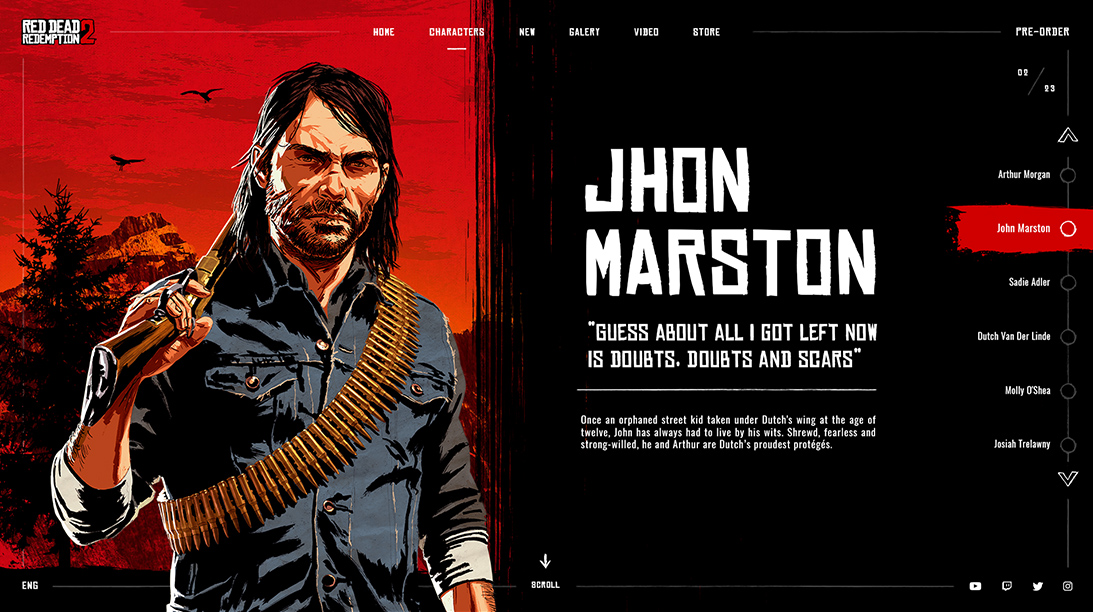 RED DEAD
REDEMPTION 2
HOME
CHARACTERS
NEW
GALERY
VIDEO
STORE
PRE-ORDER
02
23
JHON
MARSTON
"GUESS ABOUT ALL I GOT LEFT NOW
IS DOUBTS. DOUBTS AND SCARS"
Once an orphaned street kid taken under Dutch's wing at the age of
twelve, John has always had to live by his wits. Shrewd, fearless and
strong-willed, he and Arthur are Dutch's proudest protégés.
Arthur Morgan
John Marston
Sadie Adler
Dutch Van Der Linde
Molly O'Shea
Josiah Trelawny
ENG
SCROLL